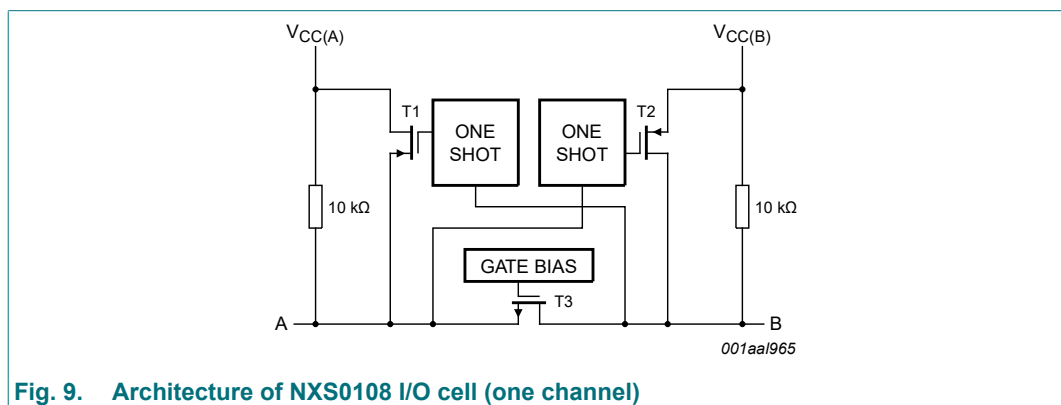 VCC(A)
VCC(B)
T1
ONE
SHOT
ONE
SHOT
T2
10 kΩ
10 kΩ
GATE BIAS
T3
A
B
001aal965
Fig. 9. Architecture of NXS0108 I/O cell (one channel)